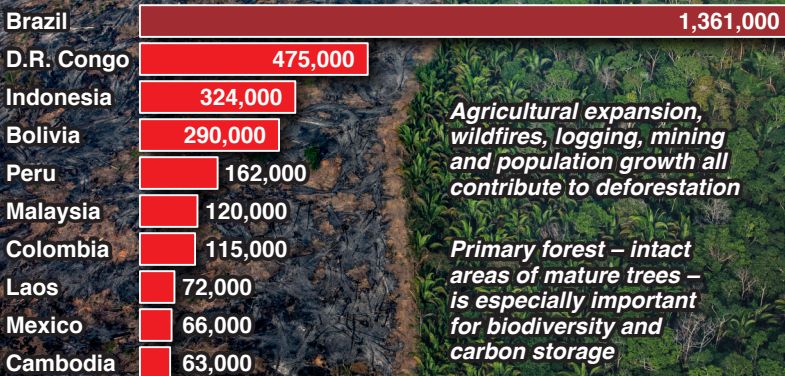 Brazil 1,361,000
D.R. Congo 475,000
Indonesia 324,000
Bolivia 290,000
Peru 162,000
Malaysia 120,000
Colombia 115,000
Laos 72,000
Mexico 66,000
Cambodia 63,000
Agricultural expansion,
wildfires, logging, mining
and population growth all
contribute to deforestation
Primary forest – intact
areas of mature trees –
is especially important
for biodiversity and
carbon storage